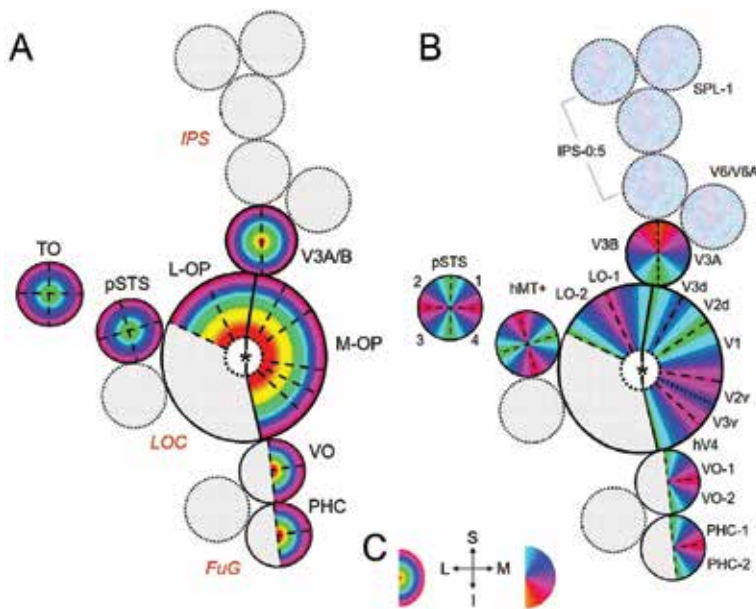 A
IPS
TO
pSTS
L-OP
V3A/B
M-OP
LOC
VO
PHC
FuG
B
SPL-1
IPS-0:5
V6/V6A
V3B
V3A
pSTS
2 1
3 4
hMT+
LO-2
LO-1
V3d
V2d
V1
V2v
V3v
hV4
VO-1
VO-2
PHC-1
PHC-2
C
S
L M
I
*
*